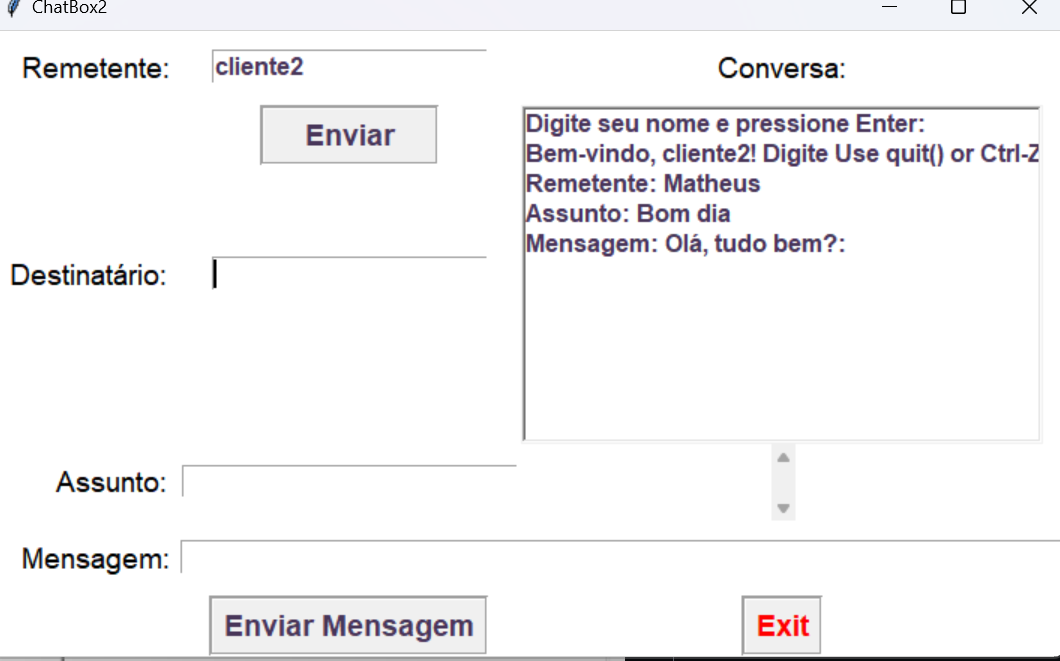 ChatBox2
Remetente:
cliente2
Enviar
Conversa:
Digite seu nome e pressione Enter:
Bem-vindo, cliente2! Digite Use quit() or Ctrl-Z
Remetente: Matheus
Assunto: Bom dia
Mensagem: Olá, tudo bem?:
Destinatário:
Assunto:
Mensagem:
Enviar Mensagem
Exit